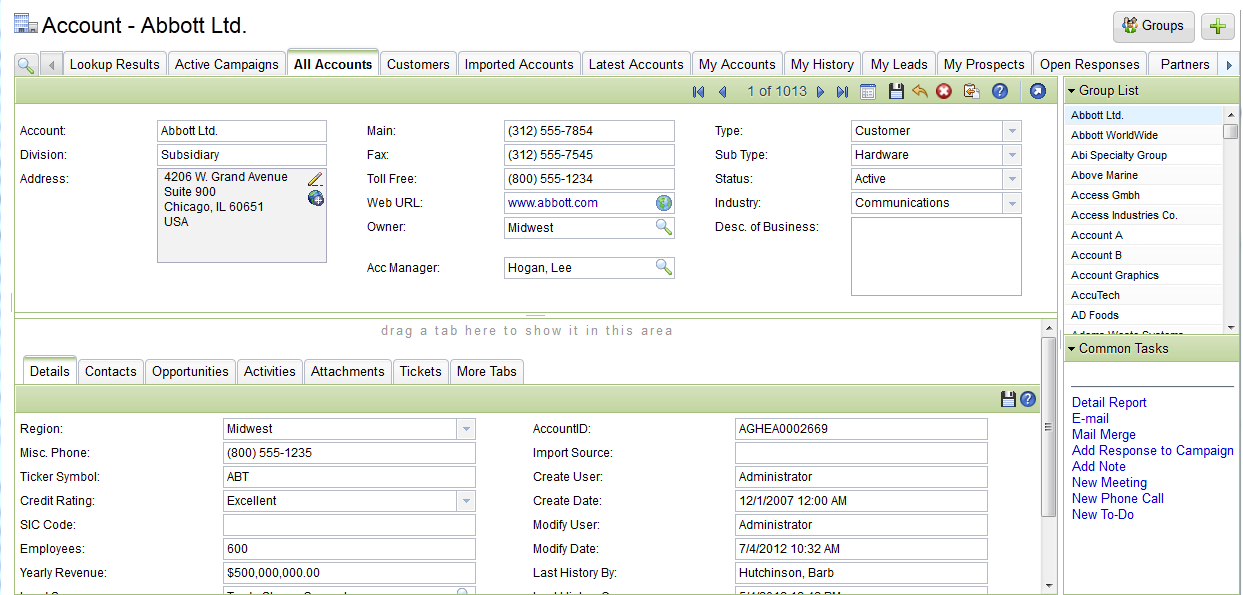 Account - Abbott Ltd.
Groups
Lookup Results Active Campaigns All Accounts Customers Imported Accounts Latest Accounts My Accounts My History My Leads My Prospects Open Responses Partners
1 of 1013
Account: Abbott Ltd.
Division: Subsidiary
Address: 4206 W. Grand Avenue
Suite 900
Chicago, IL 60651
USA
Main: (312) 555-7854
Fax: (312) 555-7545
Toll Free: (800) 555-1234
Web URL: www.abbott.com
Owner: Midwest
Acc Manager: Hogan, Lee
Type: Customer
Sub Type: Hardware
Status: Active
Industry: Communications
Desc. of Business:
Group List
Abbott Ltd.
Abbott WorldWide
Abi Specialty Group
Above Marine
Access Gmbh
Access Industries Co.
Account A
Account B
Account Graphics
AccuTech
AD Foods
drag a tab here to show it in this area
Details Contacts Opportunities Activities Attachments Tickets More Tabs
Region: Midwest
Misc. Phone: (800) 555-1235
Ticker Symbol: ABT
Credit Rating: Excellent
SIC Code:
Employees: 600
Yearly Revenue: $500,000,000.00
AccountID: AGHEA0002669
Import Source:
Create User: Administrator
Create Date: 12/1/2007 12:00 AM
Modify User: Administrator
Modify Date: 7/4/2012 10:32 AM
Last History By: Hutchinson, Barb
Common Tasks
Detail Report
E-mail
Mail Merge
Add Response to Campaign
Add Note
New Meeting
New Phone Call
New To-Do